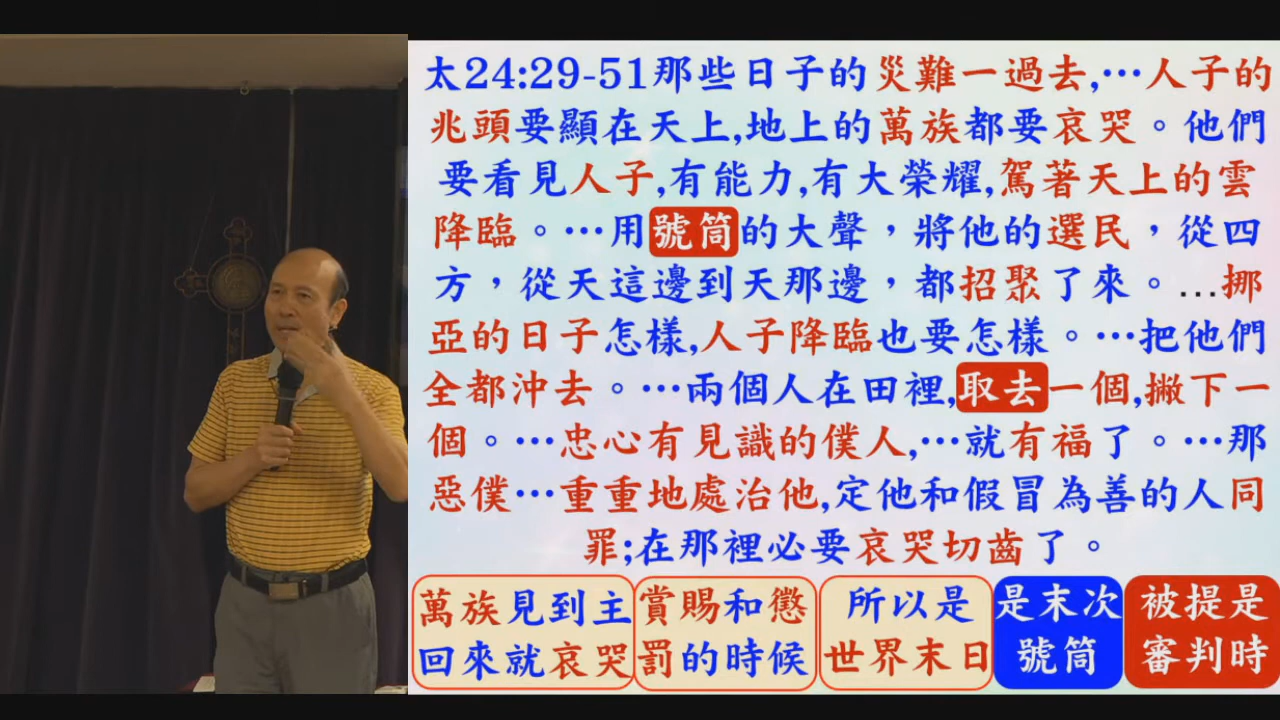 太24:29-51那些日子的災難一過去,…人子的
兆頭要顯在天上,地上的萬族都要哀哭。他們
要看見人子,有能力,有大榮耀,駕著天上的雲
降臨。…用號筒的大聲，將他的選民，從四
方，從天這邊到天那邊，都招聚了來。…挪
亞的日子怎樣,人子降臨也要怎樣。…把他們
全都沖去。…兩個人在田裡,取去一個,撇下一
個。…忠心有見識的僕人,…就有福了。…那
惡僕…重重地處治他,定他和假冒為善的人同
罪;在那裡必要哀哭切齒了。
萬族見到主
回來就哀哭
賞賜和懲
罰的時候
所以是
世界末日
是末次
號筒
被提是
審判時